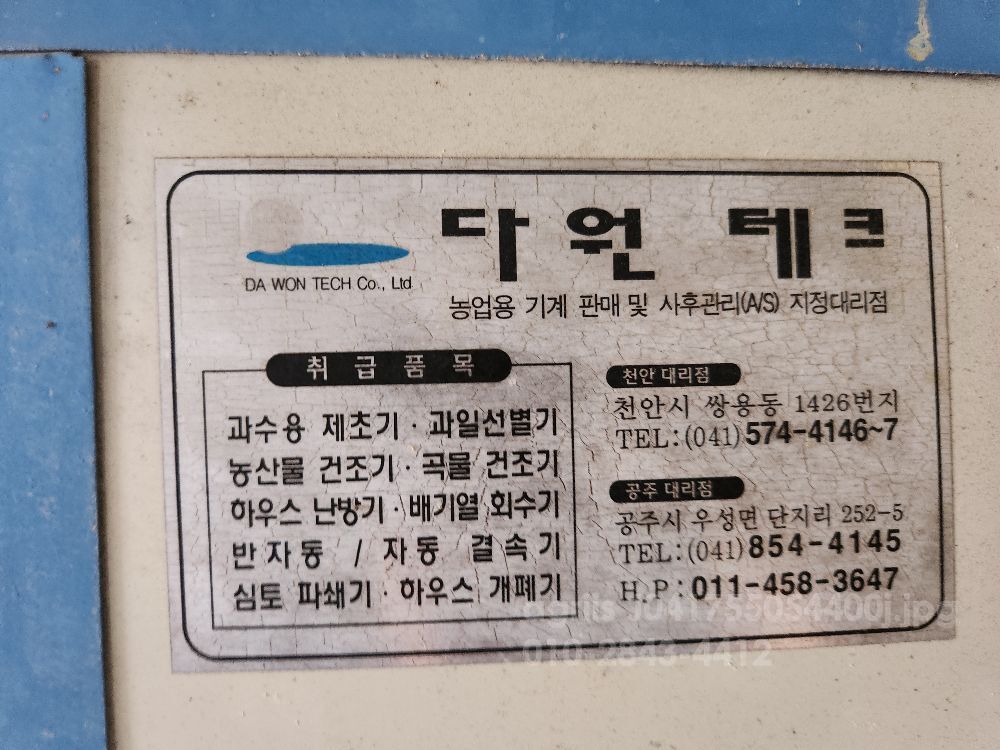 다원 테크
DA WON TECH Co., Ltd
농업용 기계 판매 및 사후관리(A/S) 지정대리점
취급품목
과수용 제초기 · 과일선별기
농산물 건조기 · 곡물 건조기
하우스 난방기 · 배기열 회수기
반자동 / 자동 결속기
심토 파쇄기 · 하우스 개폐기
천안 대리점
천안시 쌍용동 1426번지
TEL:(041)574-4146~7
공주 대리점
공주시 우성면 단지리 252-5
TEL:(041)854-4145
H.P:011-458-3647
010-2843-4412